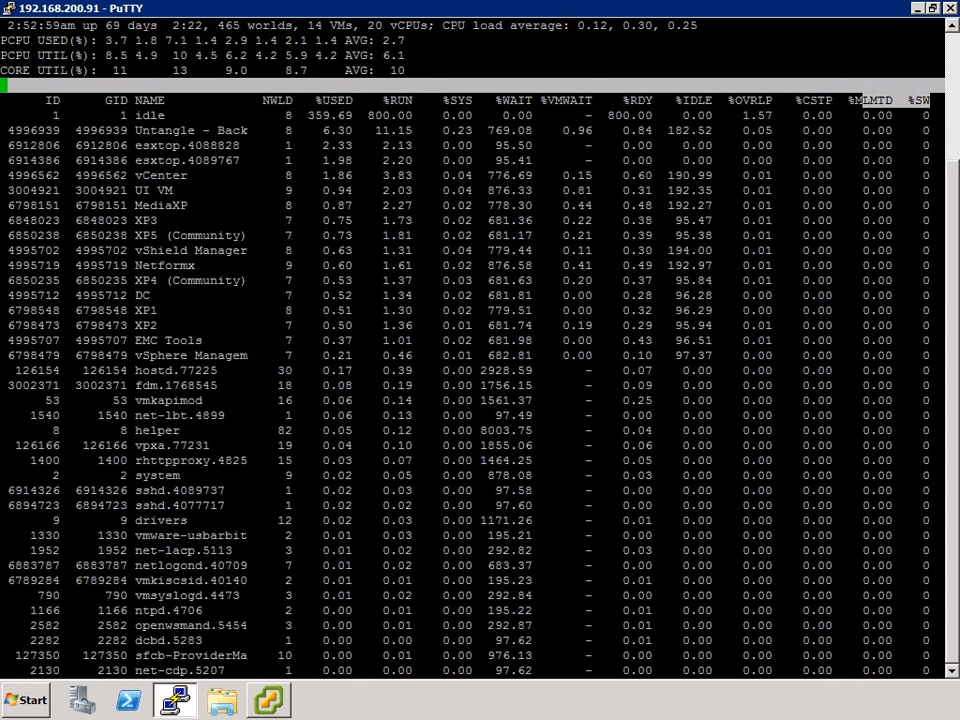 192.168.200.91 - PuTTY
2:52:59am up 69 days 2:22, 465 worlds, 14 VMs, 20 vCPUs; CPU load average: 0.12, 0.30, 0.25
PCPU USED(%): 3.7 1.8 7.1 1.4 2.9 1.4 2.1 1.4 AVG: 2.7
PCPU UTIL(%): 8.5 4.9 10 4.5 6.2 4.2 5.9 4.2 AVG: 6.1
CORE UTIL(%): 11 13 9.0 8.7 AVG: 10
ID GID NAME NWLD %USED %RUN %SYS %WAIT %VMWAIT %RDY %IDLE %OVRLP %CSTP %MLMTD %SW
1 1 idle 8 359.69 800.00 0.00 0.00 - 800.00 0.00 1.57 0.00 0.00 0
4996939 4996939 Untangle - Back 8 6.30 11.15 0.23 769.08 0.96 0.84 182.52 0.05 0.00 0.00 0
6912806 6912806 esxtop.4088828 1 2.33 2.13 0.00 95.50 - 0.00 0.00 0.00 0.00 0.00 0
6914386 6914386 esxtop.4089767 1 1.98 2.20 0.00 95.41 - 0.00 0.00 0.00 0.00 0.00 0
4996562 4996562 vCenter 8 1.86 3.83 0.04 776.69 0.15 0.60 190.99 0.01 0.00 0.00 0
3004921 3004921 UI VM 9 0.94 2.03 0.04 876.33 0.81 0.31 192.35 0.01 0.00 0.00 0
6798151 6798151 MediaXP 8 0.87 2.27 0.02 778.30 0.44 0.48 192.27 0.01 0.00 0.00 0
6848023 6848023 XP3 7 0.75 1.73 0.02 681.36 0.22 0.38 95.47 0.01 0.00 0.00 0
6850238 6850238 XP5 (Community) 7 0.73 1.81 0.02 681.17 0.21 0.39 95.38 0.01 0.00 0.00 0
4995702 4995702 vShield Manager 8 0.63 1.31 0.04 779.44 0.11 0.30 194.00 0.01 0.00 0.00 0
4995719 4995719 Netformx 9 0.60 1.61 0.02 876.58 0.41 0.49 192.97 0.01 0.00 0.00 0
6850235 6850235 XP4 (Community) 7 0.53 1.37 0.03 681.63 0.20 0.37 95.84 0.01 0.00 0.00 0
4995712 4995712 DC 7 0.52 1.34 0.02 681.81 0.00 0.28 96.28 0.01 0.00 0.00 0
6798548 6798548 XP1 8 0.51 1.30 0.02 779.51 0.00 0.32 96.31 0.00 0.00 0.00 0
6798473 6798473 XP2 7 0.50 1.36 0.01 681.74 0.19 0.29 95.94 0.01 0.00 0.00 0
4995707 4995707 EMC Tools 7 0.37 1.01 0.02 681.98 0.00 0.43 96.51 0.00 0.00 0.00 0
6798479 6798479 vSphere Managem 7 0.21 0.46 0.01 682.81 0.00 0.10 97.37 0.00 0.00 0.00 0
126154 126154 hostd.77225 30 0.17 0.39 0.00 2928.59 - 0.07 0.00 0.00 0.00 0.00 0
3002371 3002371 fdm.1768545 18 0.08 0.19 0.00 1756.15 - 0.09 0.00 0.00 0.00 0.00 0
53 53 vmkapimod 16 0.06 0.14 0.00 1561.37 - 0.25 0.00 0.00 0.00 0.00 0
1540 1540 net-lbt.4899 1 0.06 0.13 0.00 97.49 - 0.00 0.00 0.00 0.00 0.00 0
8 8 helper 82 0.05 0.12 0.00 8003.75 - 0.04 0.00 0.00 0.00 0.00 0
126166 126166 vpxa.77231 19 0.04 0.10 0.00 1855.06 - 0.06 0.00 0.00 0.00 0.00 0
1400 1400 rhttpproxy.4825 15 0.03 0.07 0.00 1464.25 - 0.05 0.00 0.00 0.00 0.00 0
2 2 system 9 0.02 0.05 0.00 878.08 - 0.03 0.00 0.00 0.00 0.00 0
6914326 6914326 sshd.4089737 1 0.02 0.03 0.00 97.58 - 0.00 0.00 0.00 0.00 0.00 0
6894723 6894723 sshd.4077717 1 0.02 0.03 0.00 97.60 - 0.00 0.00 0.00 0.00 0.00 0
9 9 drivers 12 0.02 0.03 0.00 1171.26 - 0.01 0.00 0.00 0.00 0.00 0
1330 1330 vmware-usbarbit 2 0.01 0.02 0.00 195.21 - 0.00 0.00 0.00 0.00 0.00 0
1952 1952 net-lacp.5113 3 0.01 0.02 0.00 292.82 - 0.03 0.00 0.00 0.00 0.00 0
6883787 6883787 netlogond.40709 7 0.01 0.02 0.00 683.37 - 0.00 0.00 0.00 0.00 0.00 0
6789284 6789284 vmkiscsid.40140 2 0.01 0.01 0.00 195.23 - 0.01 0.00 0.00 0.00 0.00 0
790 790 vmsyslogd.4473 3 0.01 0.02 0.00 292.84 - 0.00 0.00 0.00 0.00 0.00 0
1166 1166 ntpd.4706 2 0.00 0.01 0.00 195.22 - 0.01 0.00 0.00 0.00 0.00 0
2582 2582 openwsmand.5454 3 0.00 0.01 0.00 292.87 - 0.01 0.00 0.00 0.00 0.00 0
2282 2282 dcbd.5283 1 0.00 0.00 0.00 97.62 - 0.00 0.00 0.00 0.00 0.00 0
127350 127350 sfcb-ProviderMa 10 0.00 0.01 0.00 976.13 - 0.00 0.00 0.00 0.00 0.00 0
2130 2130 net-cdp.5207 1 0.00 0.00 0.00 97.62 - 0.00 0.00 0.00 0.00 0.00 0
Start